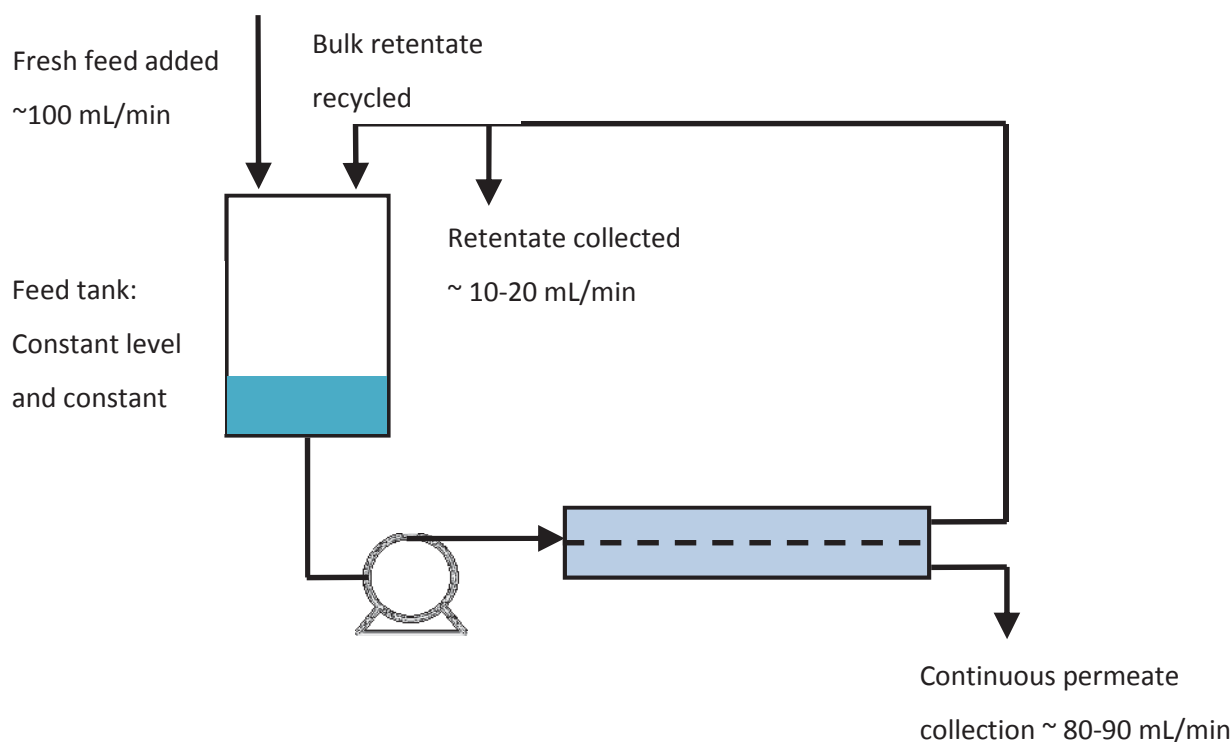 Fresh feed added
~100 mL/min
Bulk retentate
recycled
Retentate collected
~ 10-20 mL/min
Feed tank:
Constant level
and constant
Continuous permeate
collection ~ 80-90 mL/min